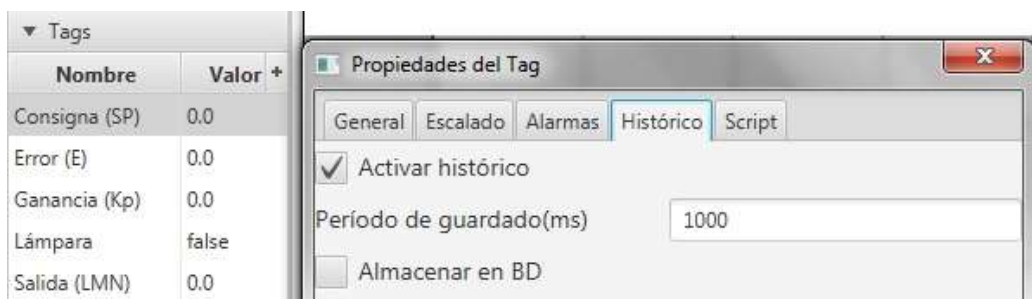 Tags
Nombre Valor +
Consigna (SP) 0.0
Error (E) 0.0
Ganancia (Kp) 0.0
Lámpara false
Salida (LMN) 0.0
Propiedades del Tag
General Escalado Alarmas Histórico Script
Activar histórico
Período de guardado(ms) 1000
Almacenar en BD